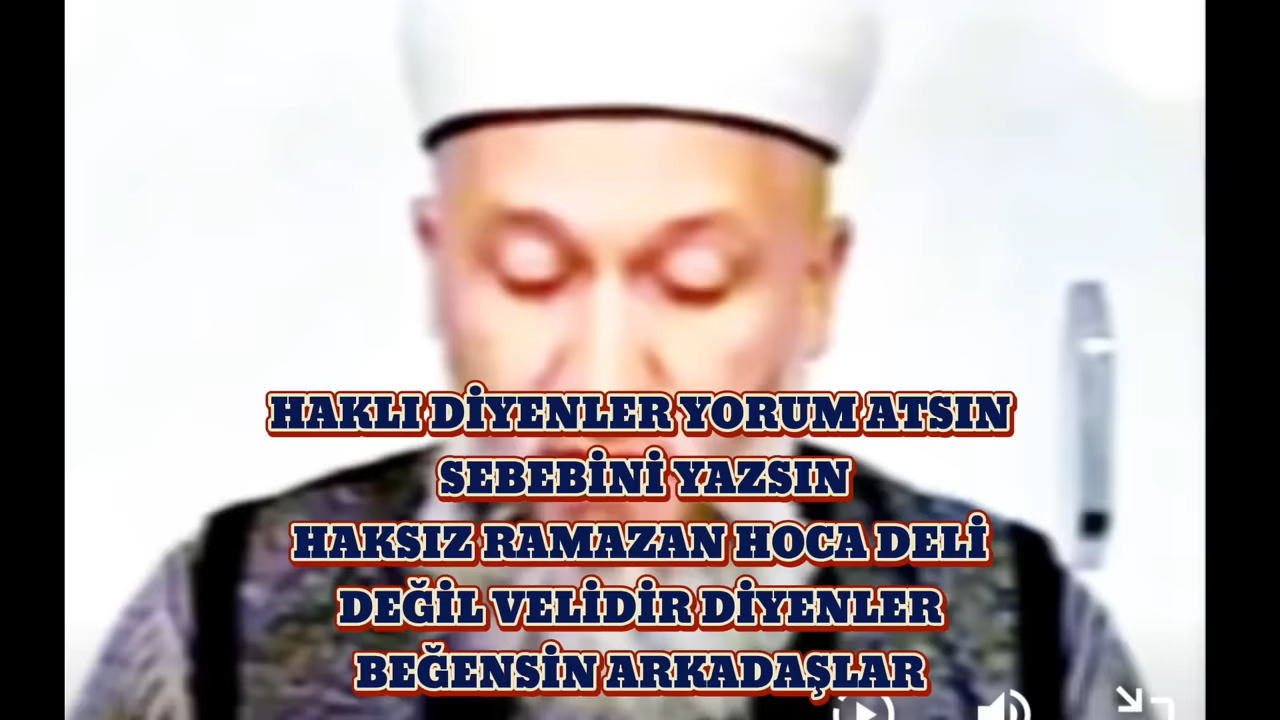 HAKLI DİYENLER YORUM ATSIN
SEBEBİNİ YAZSIN
HAKSIZ RAMAZAN HOCA DELİ
DEĞİL VELİDİR DİYENLER
BEĞENSİN ARKADAŞLAR